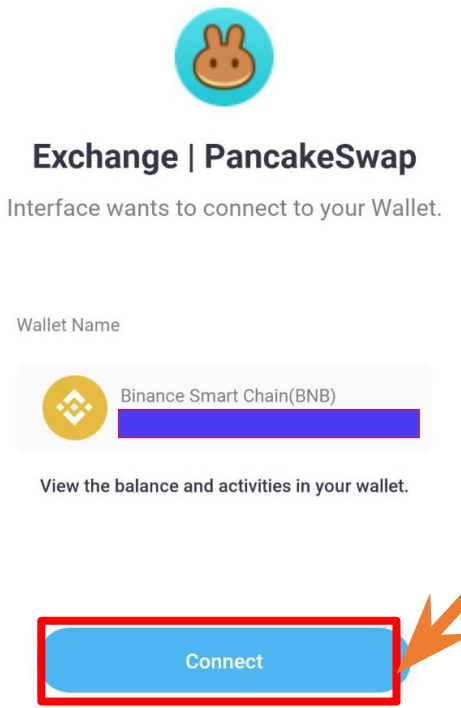 Exchange | PancakeSwap
Interface wants to connect to your Wallet.
Wallet Name
Binance Smart Chain(BNB)
View the balance and activities in your wallet.
Connect